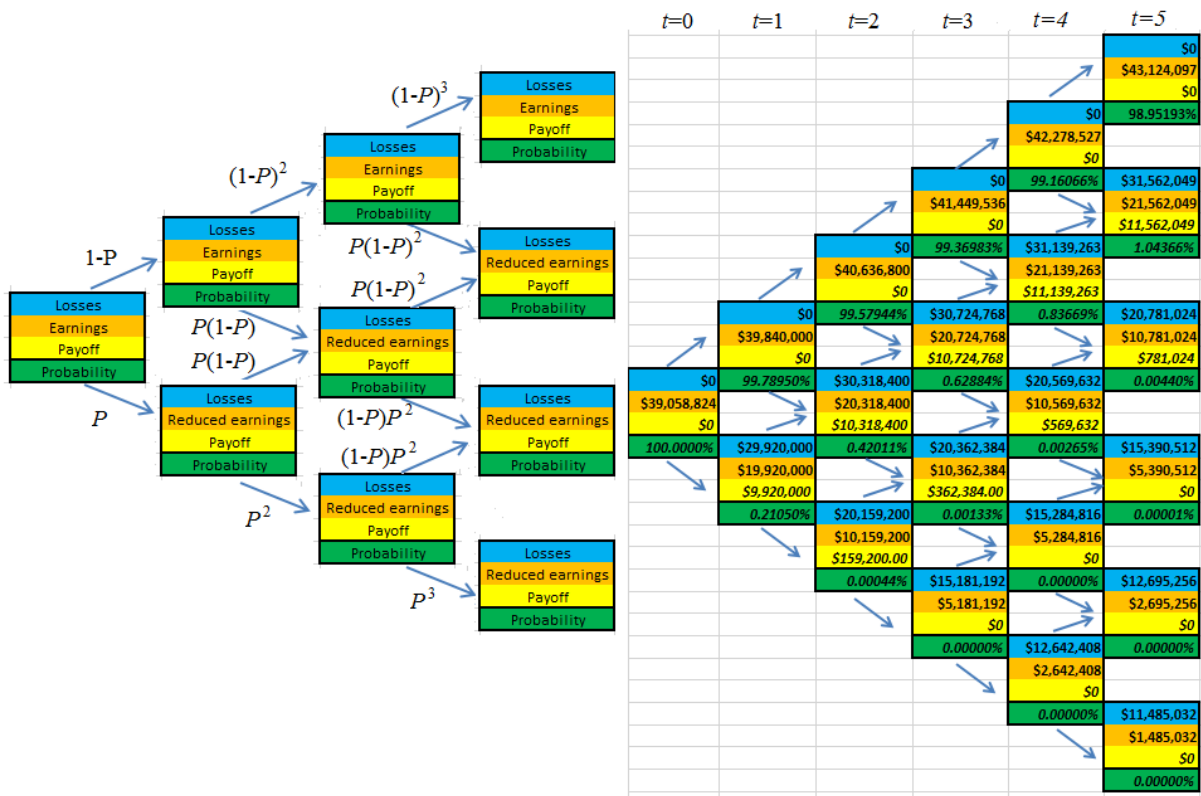 Losses
Earnings
Payoff
Probability
1-P
P
Losses
Earnings
Payoff
Probability
P(1-P)
P(1-P)
Losses
Reduced earnings
Payoff
Probability
(1-P)²
P²
Losses
Earnings
Payoff
Probability
P(1-P)²
P(1-P)²
Losses
Reduced earnings
Payoff
Probability
(1-P)P²
(1-P)P²
Losses
Reduced earnings
Payoff
Probability
(1-P)³
P³
Losses
Earnings
Payoff
Probability
Losses
Reduced earnings
Payoff
Probability
Losses
Reduced earnings
Payoff
Probability
Losses
Reduced earnings
Payoff
Probability
t=0 t=1 t=2 t=3 t=4 t=5
$0
$39,058,824
$0
100.0000%
$0
$39,840,000
$0
99.78950%
$29,920,000
$19,920,000
$9,920,000
0.21050%
$0
$40,636,800
$0
99.57944%
$30,318,400
$20,318,400
$10,318,400
0.42011%
$20,159,200
$10,159,200
$159,200.00
0.00044%
$0
$41,449,536
$0
99.36983%
$30,724,768
$20,724,768
$10,724,768
0.62884%
$20,362,384
$10,362,384
$362,384.00
0.00133%
$15,181,192
$5,181,192
$0
0.00000%
$0
$42,278,527
$0
99.16066%
$31,139,263
$21,139,263
$11,139,263
0.83669%
$20,569,632
$10,569,632
$569,632
0.00265%
$15,284,816
$5,284,816
$0
0.00000%
$12,642,408
$2,642,408
$0
0.00000%
$0
$43,124,097
$0
98.95193%
$31,562,049
$21,562,049
$11,562,049
1.04366%
$20,781,024
$10,781,024
$781,024
0.00440%
$15,390,512
$5,390,512
$0
0.00001%
$12,695,256
$2,695,256
$0
0.00000%
$11,485,032
$1,485,032
$0
0.00000%